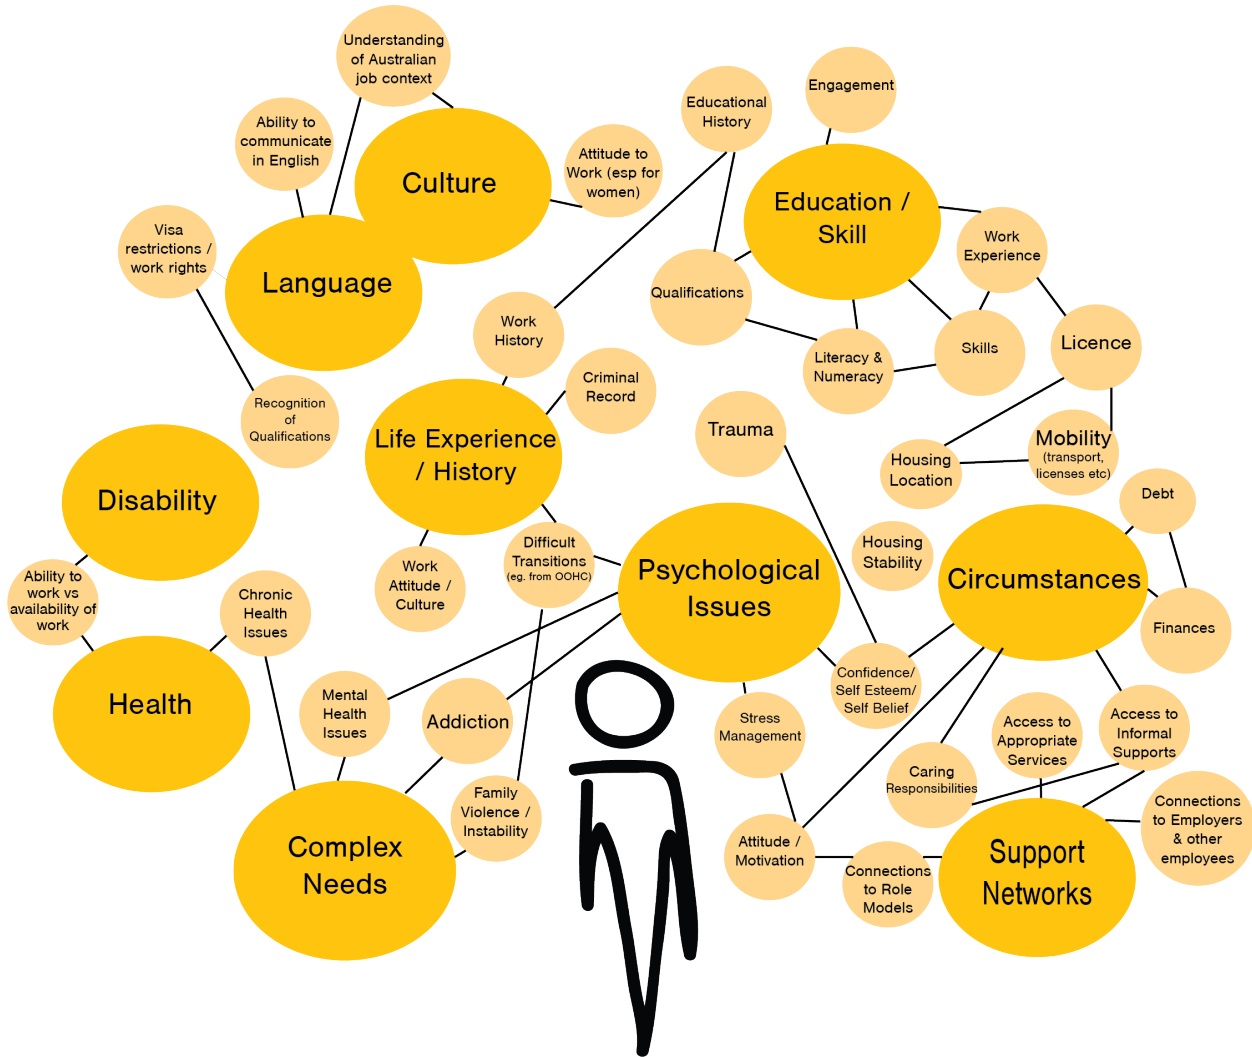 Understanding
of Australian
job context
Ability to
communicate
in English
Culture
Attitude to
Work (esp for
women)
Visa
restrictions /
work rights
Language
Recognition
of
Qualifications
Educational
History
Engagement
Education /
Skill
Work
Experience
Qualifications
Literacy &
Numeracy
Skills
Licence
Work
History
Criminal
Record
Life Experience
/ History
Work
Attitude /
Culture
Difficult
Transitions
(eg. from OOHC)
Trauma
Housing
Location
Mobility
(transport,
licenses etc)
Debt
Disability
Ability to
work vs
availability of
work
Chronic
Health
Issues
Health
Psychological
Issues
Housing
Stability
Circumstances
Finances
Confidence/
Self Esteem/
Self Belief
Mental
Health
Issues
Addiction
Family
Violence /
Instability
Complex
Needs
Stress
Management
Attitude /
Motivation
Caring
Responsibilities
Access to
Appropriate
Services
Access to
Informal
Supports
Connections
to Employers
& other
employees
Connections
to Role
Models
Support
Networks